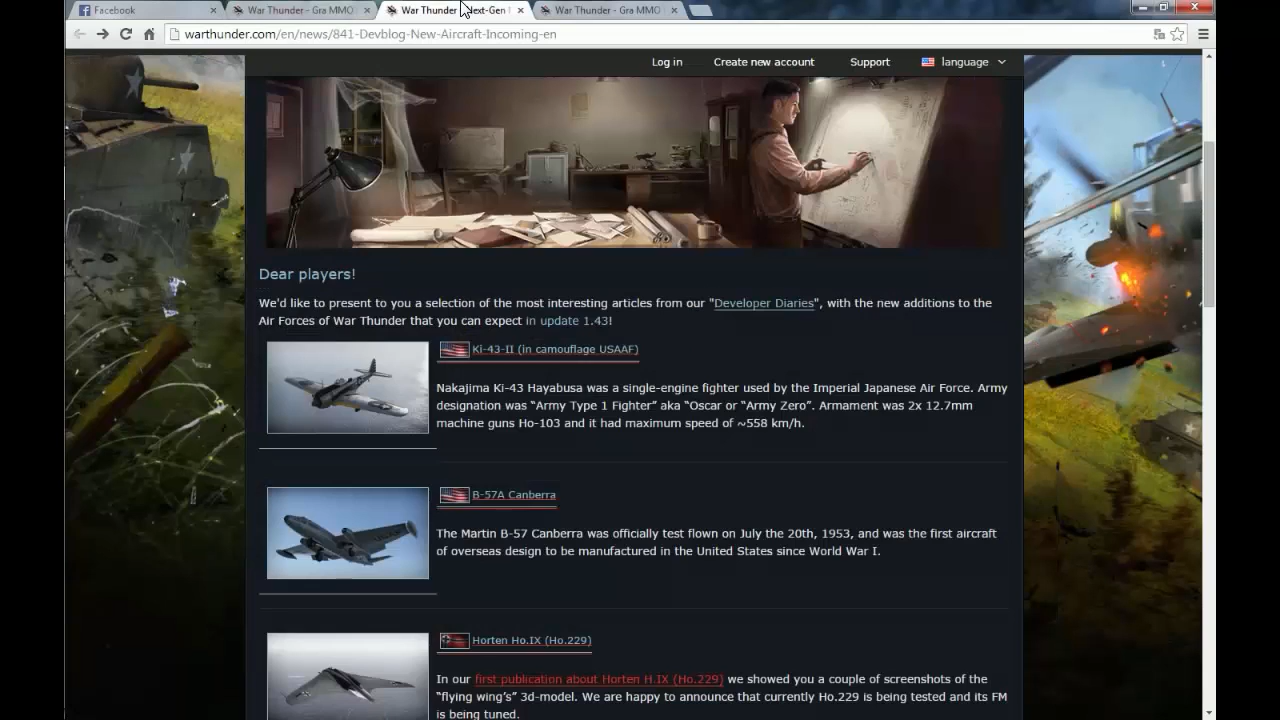 Facebook
War Thunder - Gra MMO
War Thunder
Next-Gen
War Thunder - Gra MMO
warthunder.com/en/news/841-Devblog-New-Aircraft-Incoming-en
Log in
Create new account
Support
language
Dear players!
We'd like to present to you a selection of the most interesting articles from our "Developer Diaries", with the new additions to the
Air Forces of War Thunder that you can expect in update 1.43!
Ki-43-II (in camouflage USAAF)
Nakajima Ki-43 Hayabusa was a single-engine fighter used by the Imperial Japanese Air Force. Army
designation was “Army Type 1 Fighter” aka “Oscar or “Army Zero”. Armament was 2x 12.7mm
machine guns Ho-103 and it had maximum speed of ~558 km/h.
B-57A Canberra
The Martin B-57 Canberra was officially test flown on July the 20th, 1953, and was the first aircraft
of overseas design to be manufactured in the United States since World War I.
Horten Ho.IX (Ho.229)
In our first publication about Horten H.IX (Ho.229) we showed you a couple of screenshots of the
“flying wing’s” 3d-model. We are happy to announce that currently Ho.229 is being tested and its FM
is being tuned.